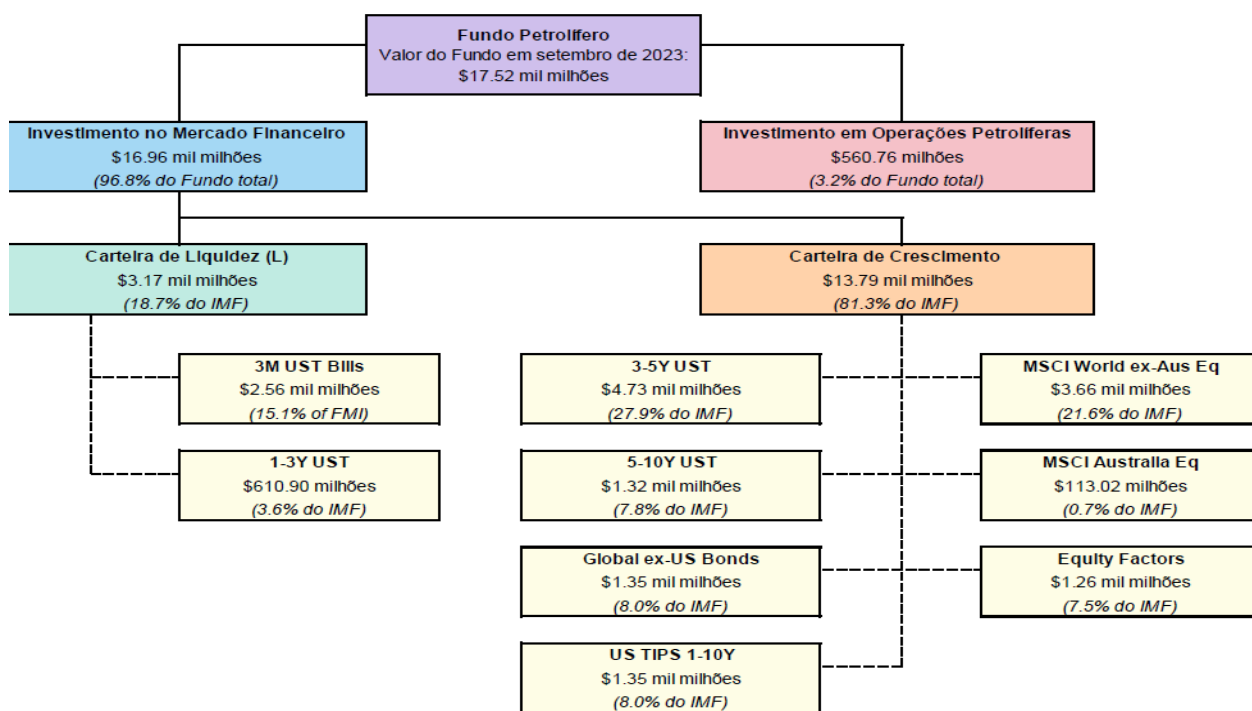 Fundo Petrolífero
Valor do Fundo em setembro de 2023:
$17.52 mil milhões
Investimento no Mercado Financeiro
$16.96 mil milhões
(96.8% do Fundo total)
Investimento em Operações Petrolíferas
$560.76 milhões
(3.2% do Fundo total)
Carteira de Liquidez (L)
$3.17 mil milhões
(18.7% do IMF)
Carteira de Crescimento
$13.79 mil milhões
(81.3% do IMF)
3M UST Bills
$2.56 mil milhões
(15.1% of FMI)
1-3Y UST
$610.90 milhões
(3.6% do IMF)
3-5Y UST
$4.73 mil milhões
(27.9% do IMF)
5-10Y UST
$1.32 mil milhões
(7.8% do IMF)
Global ex-US Bonds
$1.35 mil milhões
(8.0% do IMF)
US TIPS 1-10Y
$1.35 mil milhões
(8.0% do IMF)
MSCI World ex-Aus Eq
$3.66 mil milhões
(21.6% do IMF)
MSCI Australia Eq
$113.02 milhões
(0.7% do IMF)
Equity Factors
$1.26 mil milhões
(7.5% do IMF)